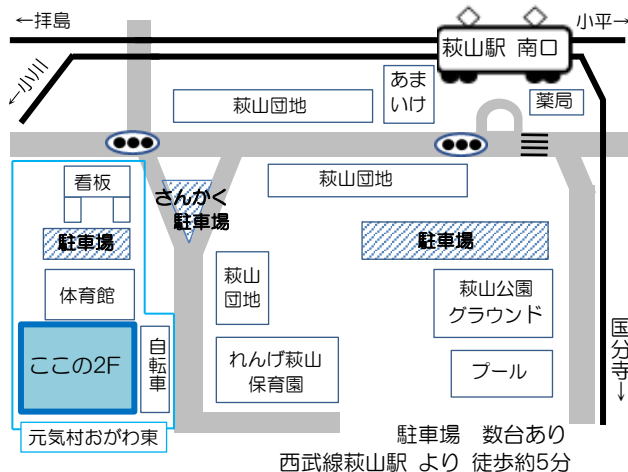 ←拝島
小平→
萩山駅 南口
←小川
あま
いけ
薬局
萩山団地
看板
さんかく
駐車場
萩山団地
駐車場
駐車場
体育館
萩山
団地
萩山公園
グラウンド
ここの2F
自転車
れんげ萩山
保育園
プール
国分寺→
元気村おがわ東
駐車場 数台あり
西武線萩山駅 より 徒歩約5分